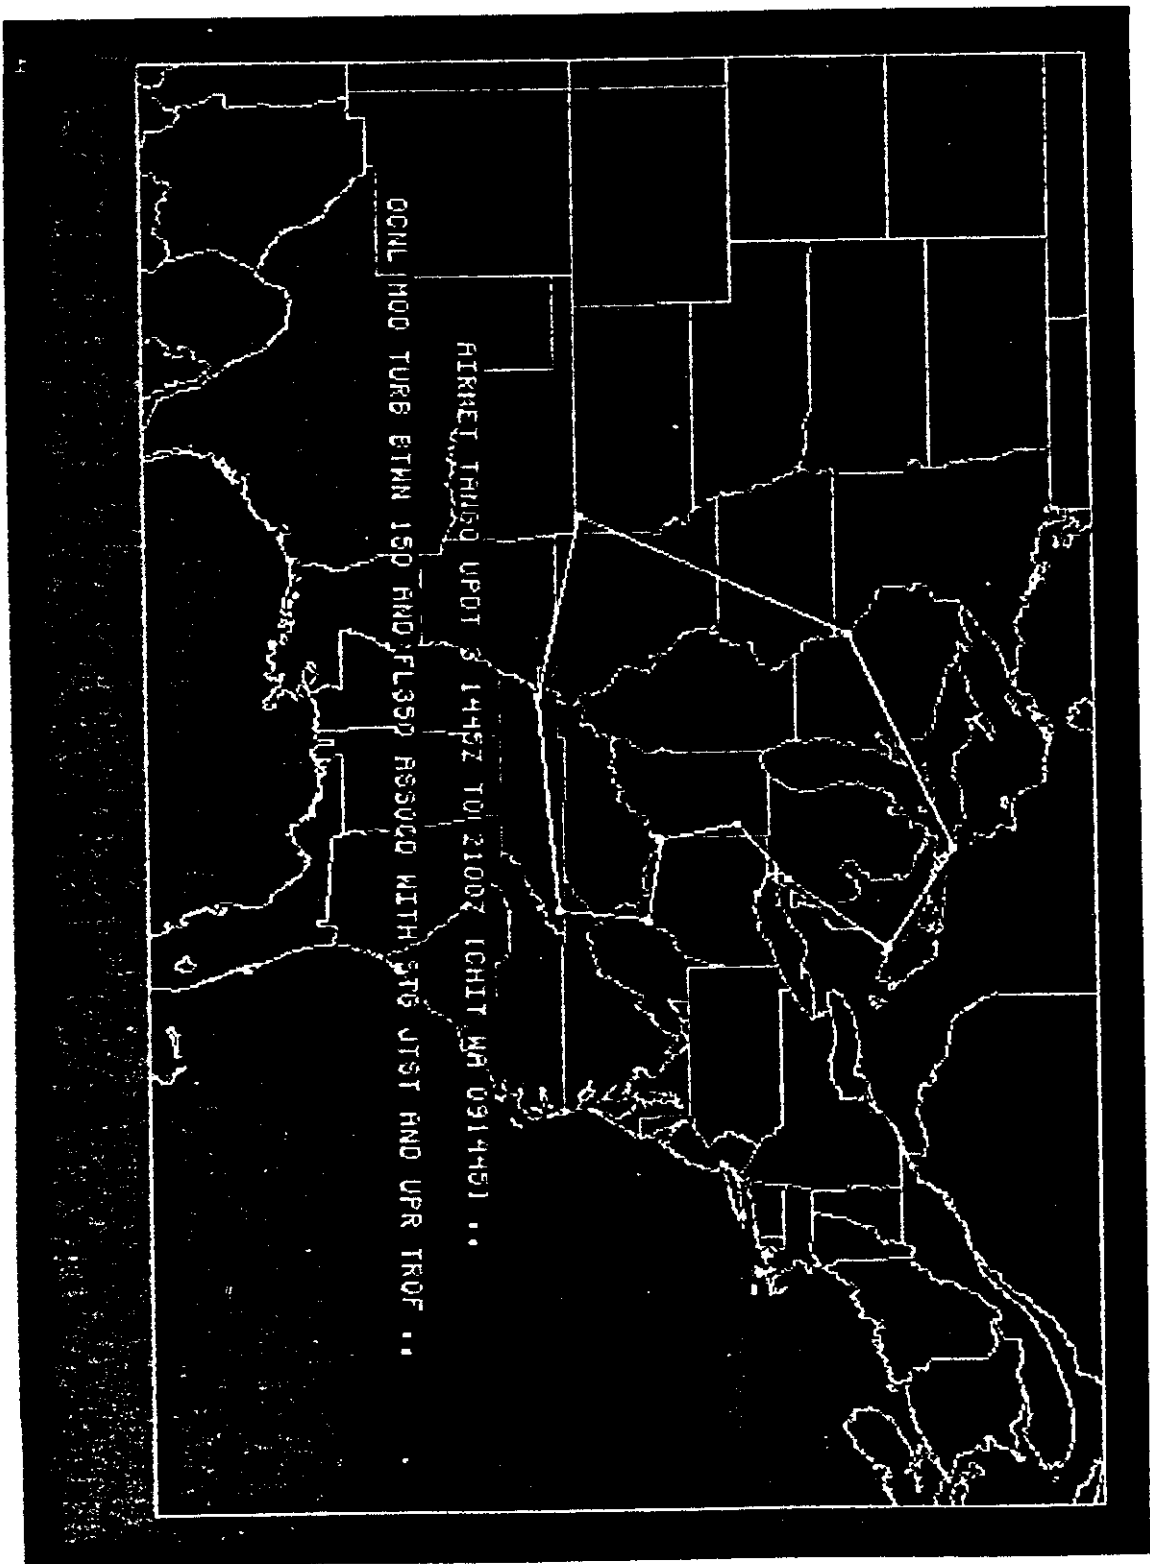 AIRMET TANGO UPDT 3 1445Z TO 2100Z [CHIT WA 091445]
OCNL MOD TURB BTWN 150 AND FL350 ASSOCD WITH STG JTST AND UPR TROF